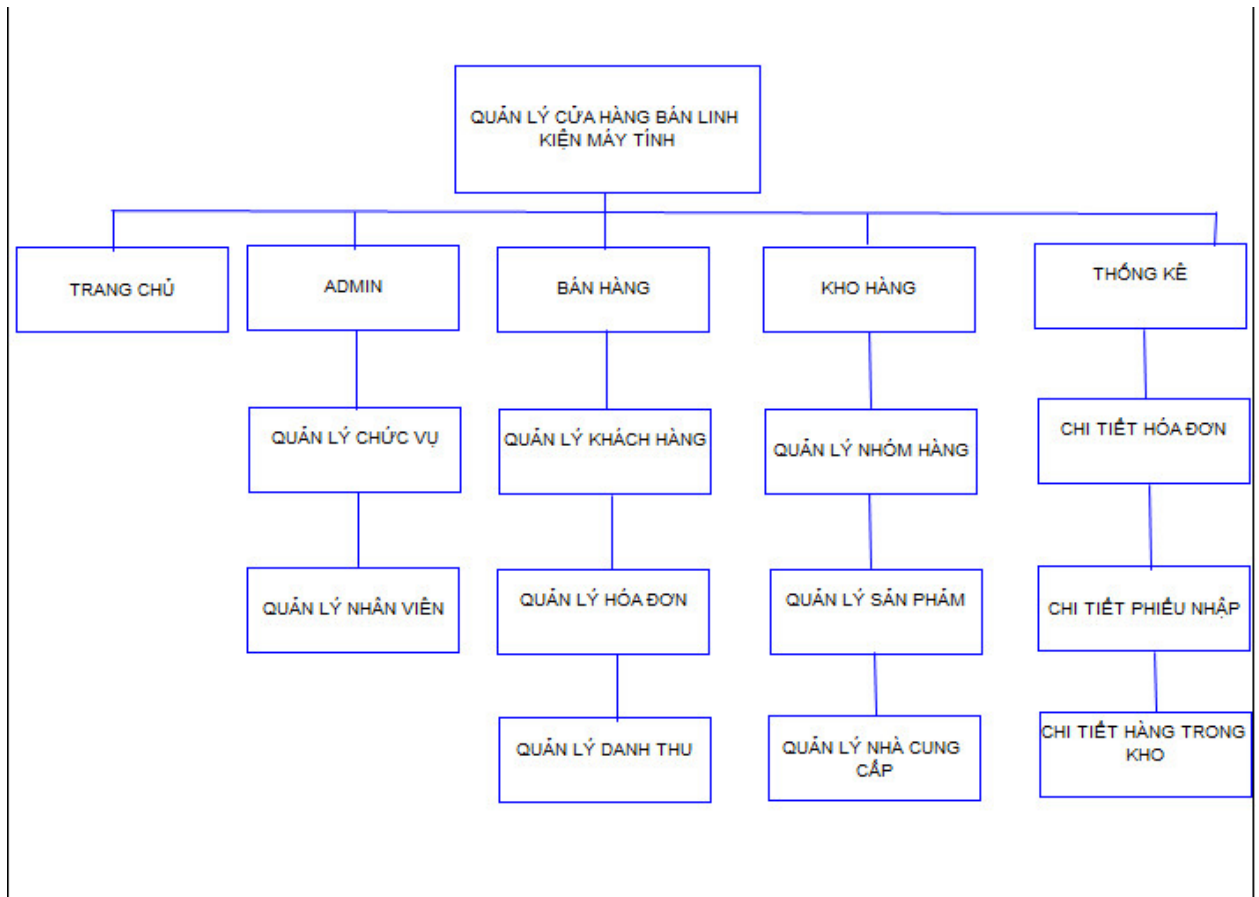 QUẢN LÝ CỬA HÀNG BÁN LINH
KIỆN MÁY TÍNH
TRANG CHỦ
ADMIN
BÁN HÀNG
KHO HÀNG
THỐNG KÊ
QUẢN LÝ CHỨC VỤ
QUẢN LÝ KHÁCH HÀNG
QUẢN LÝ NHÓM HÀNG
CHI TIẾT HÓA ĐƠN
QUẢN LÝ NHÂN VIÊN
QUẢN LÝ HÓA ĐƠN
QUẢN LÝ SẢN PHẨM
CHI TIẾT PHIẾU NHẬP
QUẢN LÝ DANH THU
QUẢN LÝ NHÀ CUNG
CẤP
CHI TIẾT HÀNG TRONG
KHO